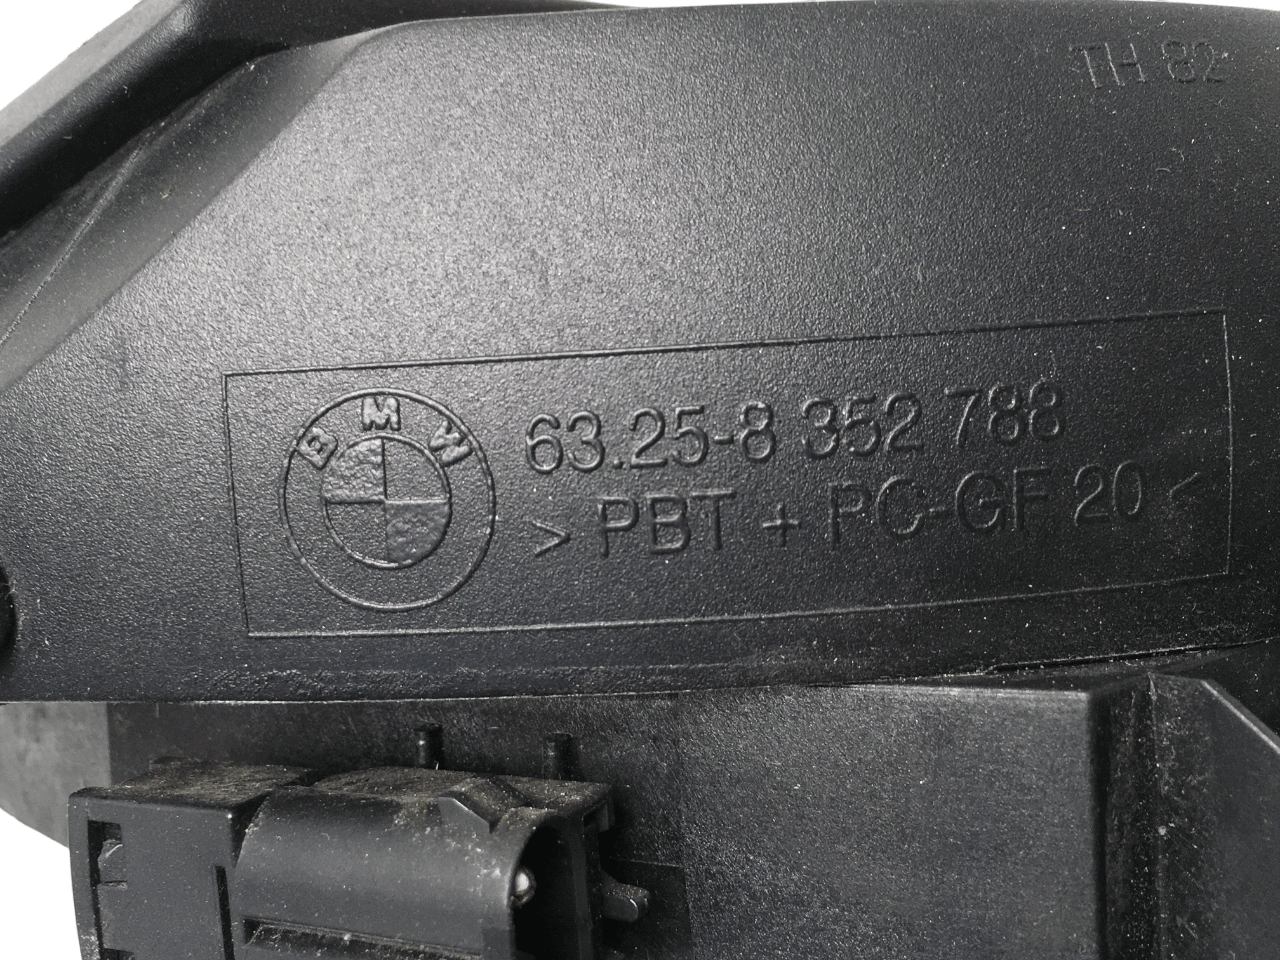 TH 82
BMW
63.25-8 352 788
> PBT + PC-GF 20 <